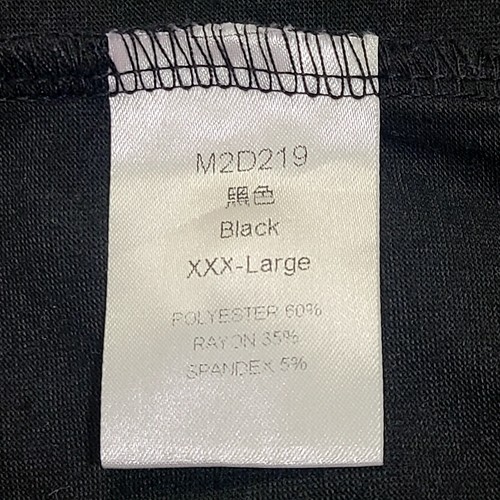 M2D219
黑色
Black
XXX-Large
POLYESTER 60%
RAYON 35%
SPANDEX 5%